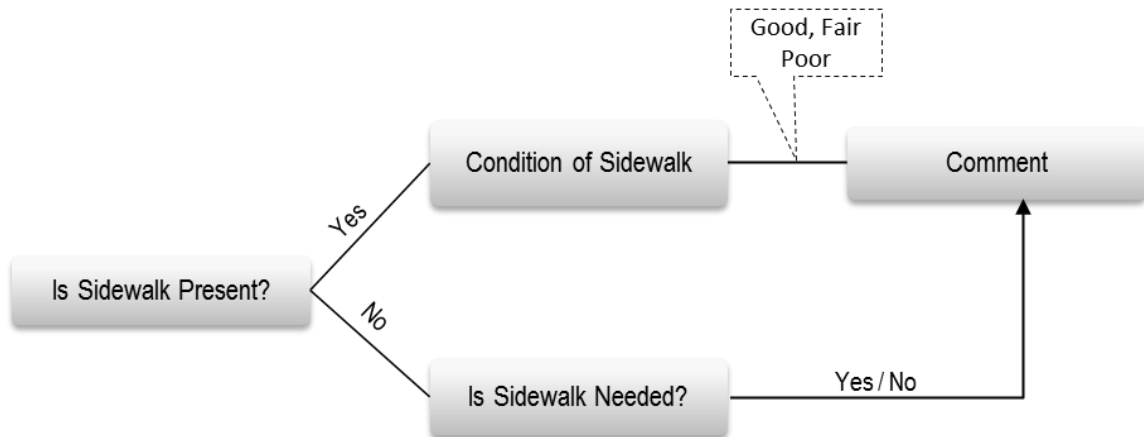 Good, Fair
Poor
Condition of Sidewalk
Comment
Yes
Is Sidewalk Present?
No
Is Sidewalk Needed?
Yes / No